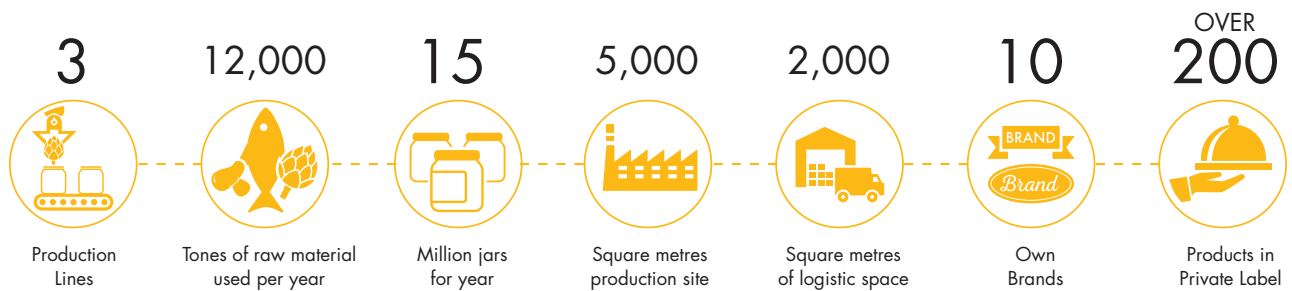 3
Production
Lines
12,000
Tones of raw material
used per year
15
Million jars
for year
5,000
Square metres
production site
2,000
Square metres
of logistic space
10
BRAND
Brand
Own
Brands
OVER
200
Products in
Private Label